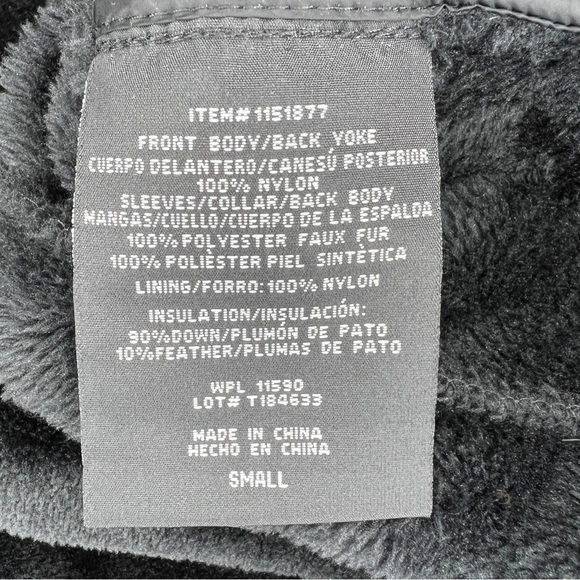 ITEM# 1151877
FRONT BODY/BACK YOKE
CUERPO DELANTERO/CANESÚ POSTERIOR
100% NYLON
SLEEVES/COLLAR/BACK BODY
MANGAS/CUELLO/CUERPO DE LA ESPALDA
100% POLYESTER FAUX FUR
100% POLIÈSTER PIEL SINTÉTICA
LINING/FORRO: 100% NYLON
INSULATION/INSULACIÓN:
90%DOWN/PLUMÓN DE PATO
10%FEATHER/PLUMAS DE PATO
WPL 11590
LOT# T184633
MADE IN CHINA
HECHO EN CHINA
SMALL